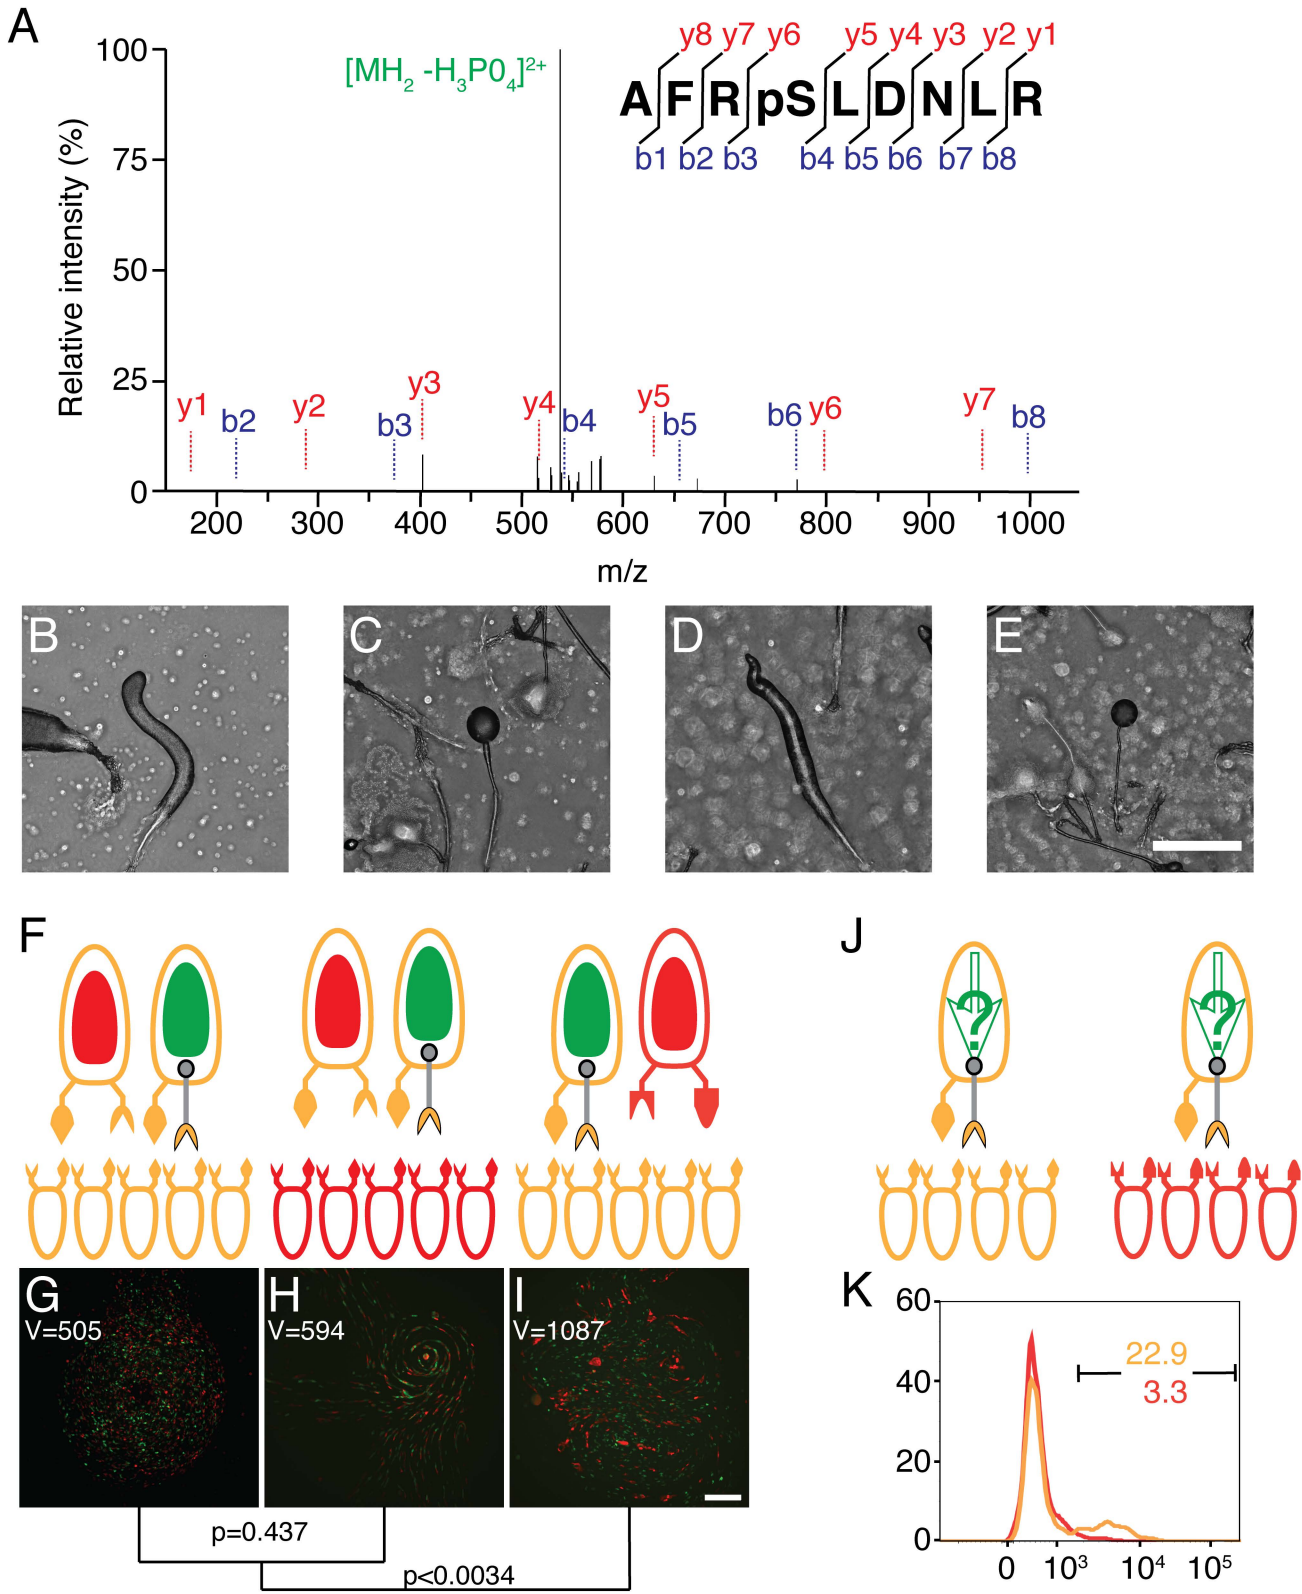 A
[MH2 -H3P04]2+
y8 y7 y6 y5 y4 y3 y2 y1
AFRpSLDNLR
b1 b2 b3 b4 b5 b6 b7 b8
Relative intensity (%)
100
75
50
25
0
y1 b2 y2 b3 y3 y4 b4 y5 b5 b6 y6 y7 b8
200 300 400 500 600 700 800 900 1000
m/z
B C D E
F
G
V=505
H
V=594
I
V=1087
p=0.437
p<0.0034
J
? ?
K
60
40
20
0
22.9
3.3
0 103 104 105